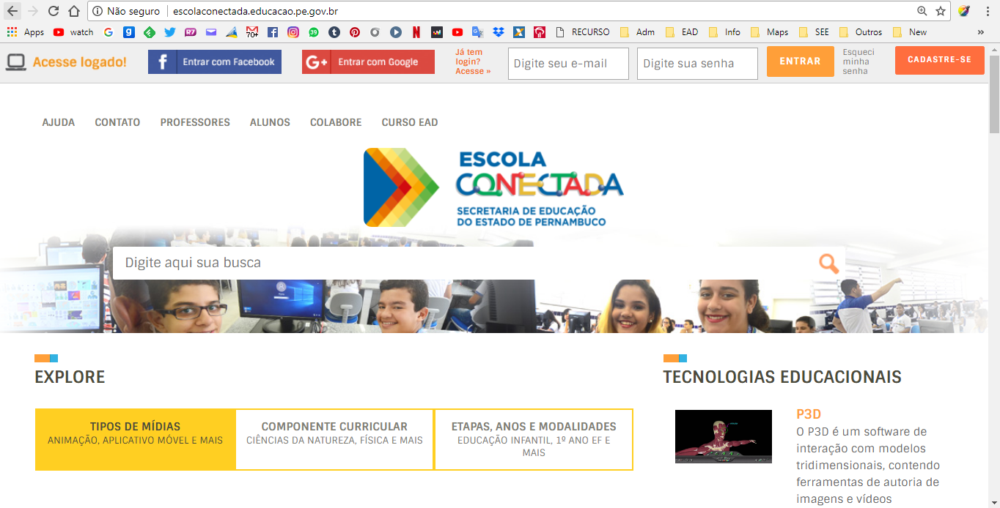 Não seguro
escolaconectada.educacao.pe.gov.br
Apps watch RECURSO Adm EAD Info Maps SEE Outros New »
Acesse logado!
f Entrar com Facebook
G+ Entrar com Google
Já tem
login?
Acesse »
Digite seu e-mail
Digite sua senha
ENTRAR
Esqueci
minha
senha
CADASTRE-SE
AJUDA CONTATO PROFESSORES ALUNOS COLABORE CURSO EAD
ESCOLA
CONECTADA
SECRETARIA DE EDUCAÇÃO
DO ESTADO DE PERNAMBUCO
Digite aqui sua busca
EXPLORE
TIPOS DE MÍDIAS
ANIMAÇÃO, APLICATIVO MÓVEL E MAIS
COMPONENTE CURRICULAR
CIÊNCIAS DA NATUREZA, FÍSICA E MAIS
ETAPAS, ANOS E MODALIDADES
EDUCAÇÃO INFANTIL, 1º ANO EF E
MAIS
TECNOLOGIAS EDUCACIONAIS
P3D
O P3D é um software de
interação com modelos
tridimensionais, contendo
ferramentas de autoria de
imagens e vídeos